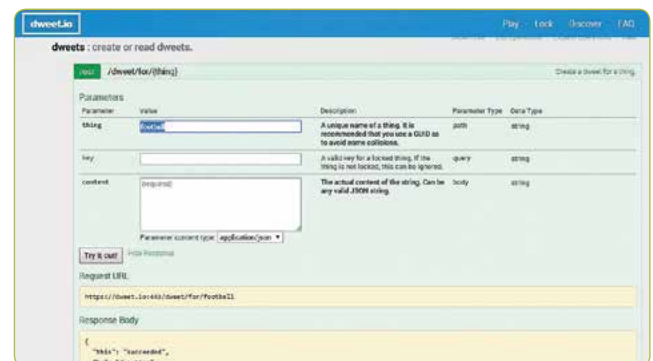 dweet.io
Play Lock Discover FAQ
dweets : create or read dweets.
POST /dweet/for/{thing} Create a dweet for a thing.
Parameters
Parameter Value Description Parameter Type Data Type
thing football A unique name of a thing. It is path string
recommended that you use a GUID as
to avoid name collisions.
key A valid key for a locked thing. If the query string
thing is not locked, this can be ignored.
content (required) The actual content of the string. Can be body string
any valid JSON string.
Parameter content type: application/json
Try it out! Hide Response
Request URL
https://dweet.io:443/dweet/for/football
Response Body
{
"this": "succeeded",